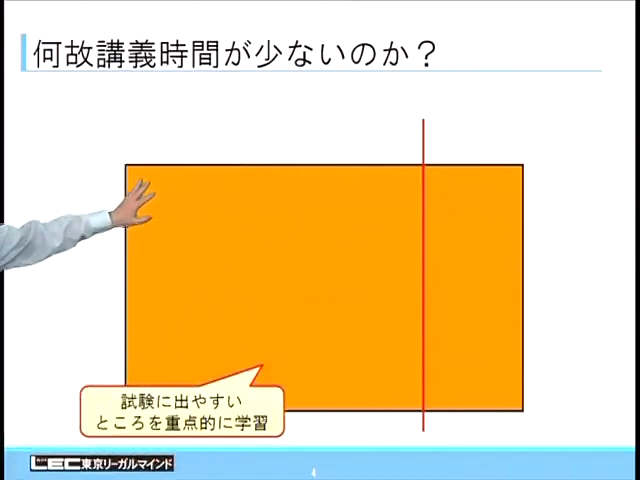 何故講義時間が少ないのか？
試験に出やすい
ところを重点的に学習
LEC東京リーガルマインド
4